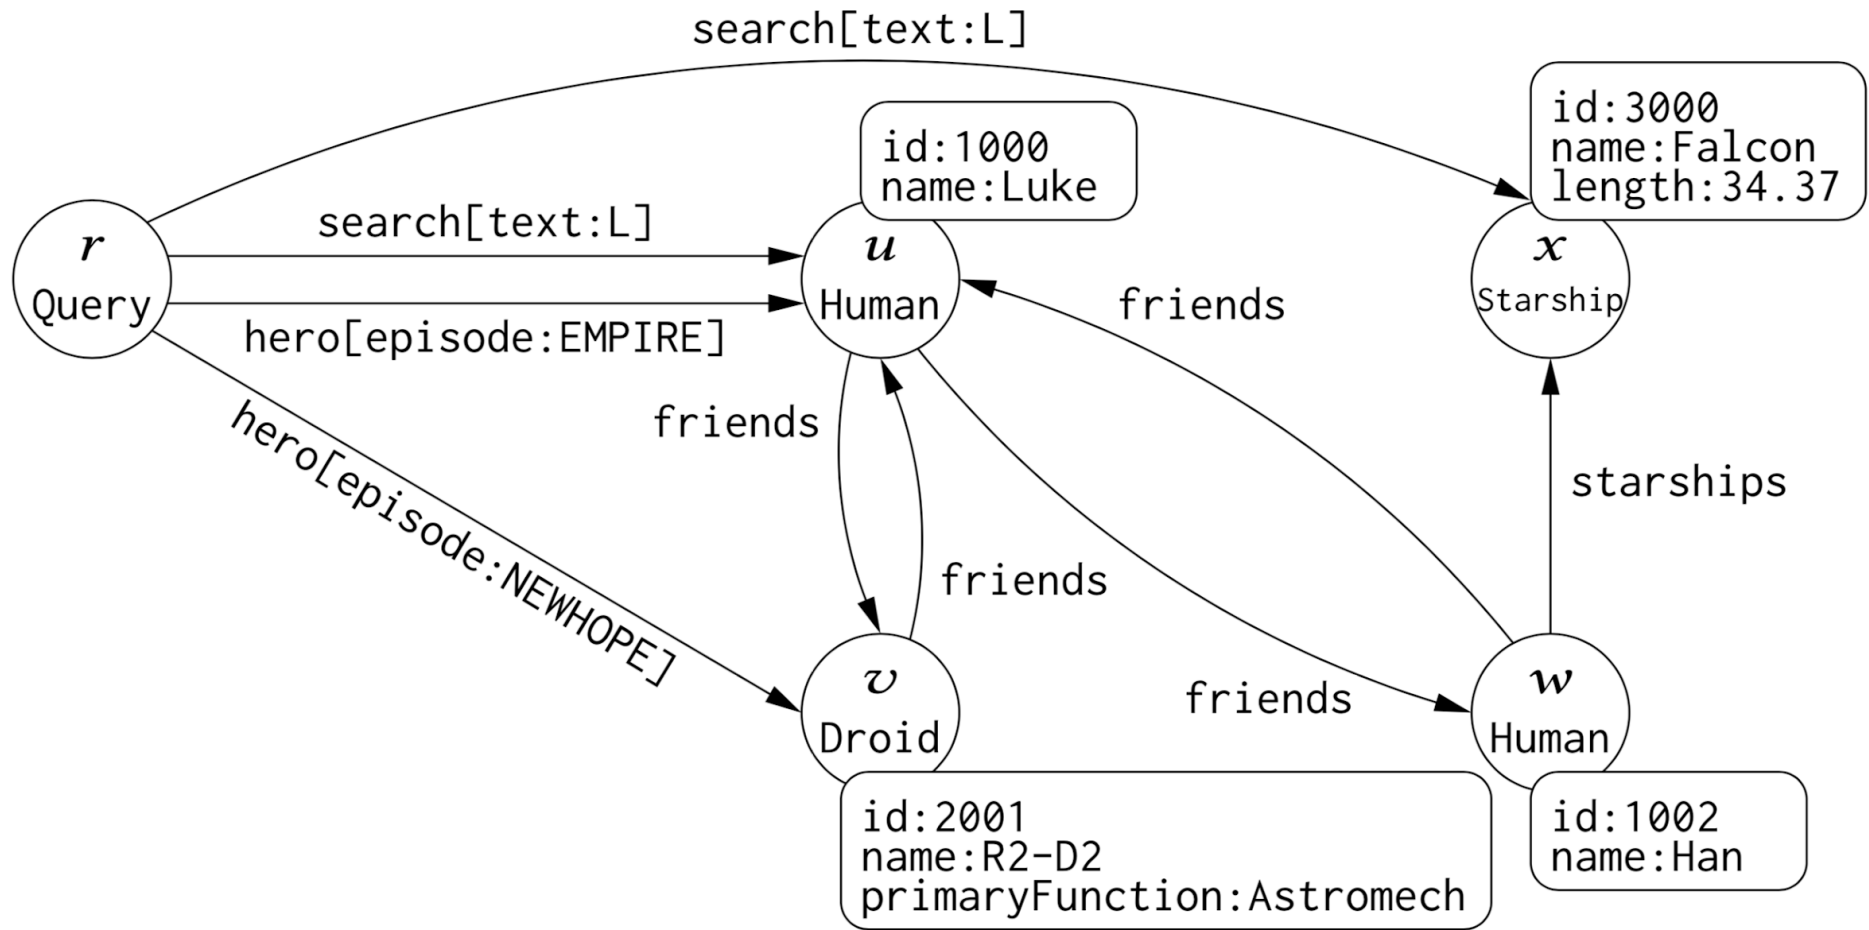 search[text:L]
id:3000
name:Falcon
length:34.37
id:1000
name:Luke
search[text:L]
r
Query
u
Human
x
Starship
friends
hero[episode:EMPIRE]
friends
hero[episode:NEWHOPE]
starships
friends
friends
v
Droid
w
Human
id:2001
name:R2-D2
primaryFunction:Astromech
id:1002
name:Han